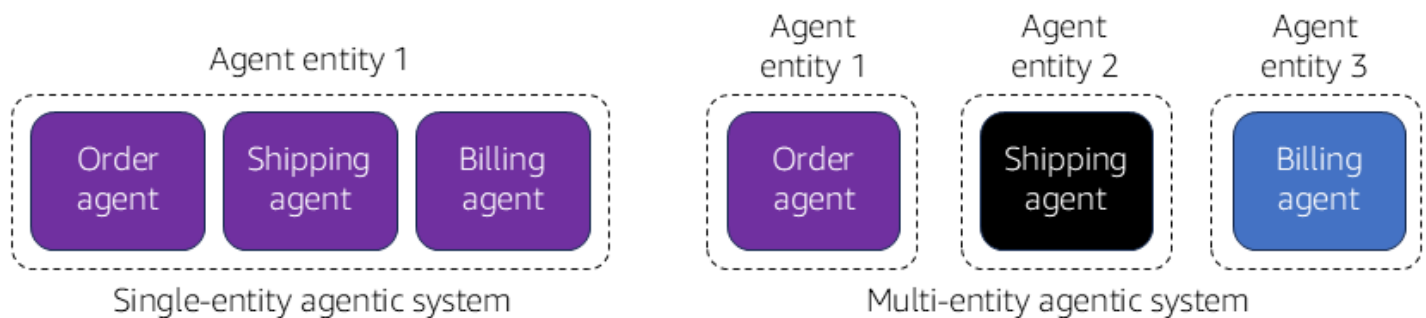 Agent entity 1
Order
agent
Shipping
agent
Billing
agent
Single-entity agentic system
Agent
entity 1
Agent
entity 2
Agent
entity 3
Order
agent
Shipping
agent
Billing
agent
Multi-entity agentic system